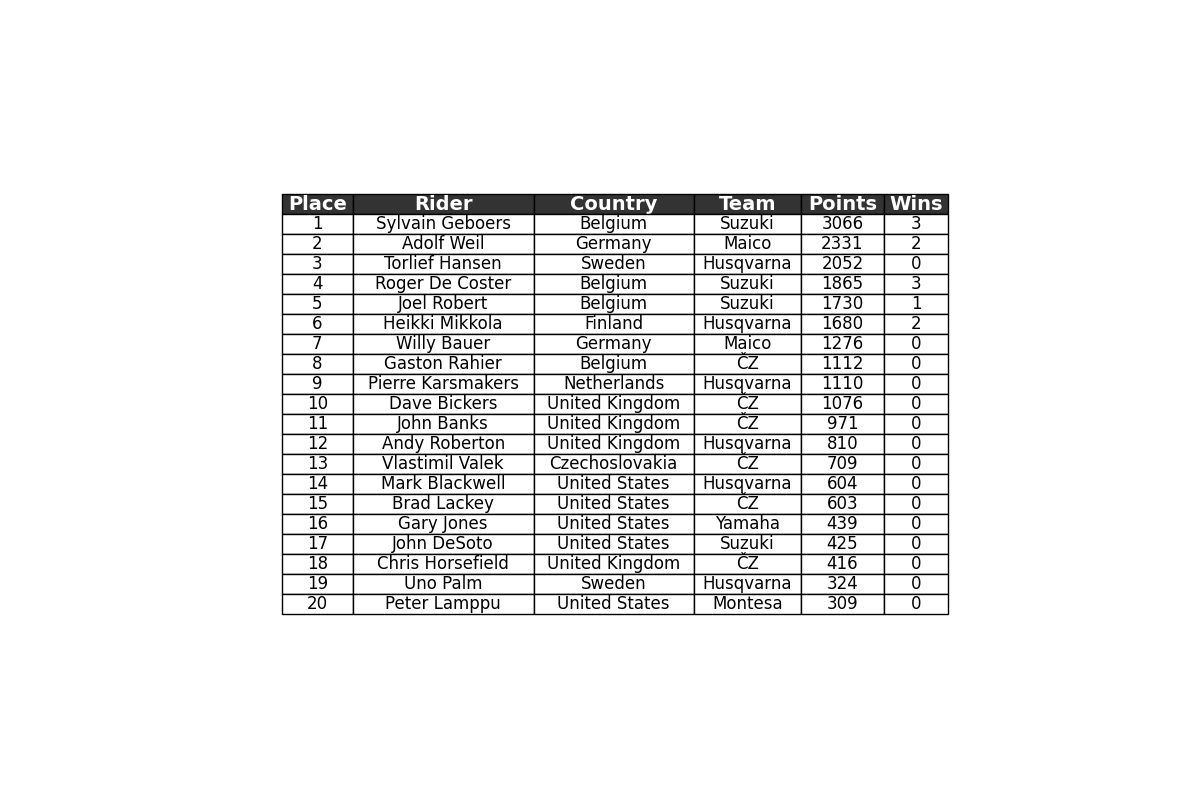 Place Rider Country Team Points Wins
1 Sylvain Geboers Belgium Suzuki 3066 3
2 Adolf Weil Germany Maico 2331 2
3 Torlief Hansen Sweden Husqvarna 2052 0
4 Roger De Coster Belgium Suzuki 1865 3
5 Joel Robert Belgium Suzuki 1730 1
6 Heikki Mikkola Finland Husqvarna 1680 2
7 Willy Bauer Germany Maico 1276 0
8 Gaston Rahier Belgium ČZ 1112 0
9 Pierre Karsmakers Netherlands Husqvarna 1110 0
10 Dave Bickers United Kingdom ČZ 1076 0
11 John Banks United Kingdom ČZ 971 0
12 Andy Roberton United Kingdom Husqvarna 810 0
13 Vlastimil Valek Czechoslovakia ČZ 709 0
14 Mark Blackwell United States Husqvarna 604 0
15 Brad Lackey United States ČZ 603 0
16 Gary Jones United States Yamaha 439 0
17 John DeSoto United States Suzuki 425 0
18 Chris Horsefield United Kingdom ČZ 416 0
19 Uno Palm Sweden Husqvarna 324 0
20 Peter Lamppu United States Montesa 309 0